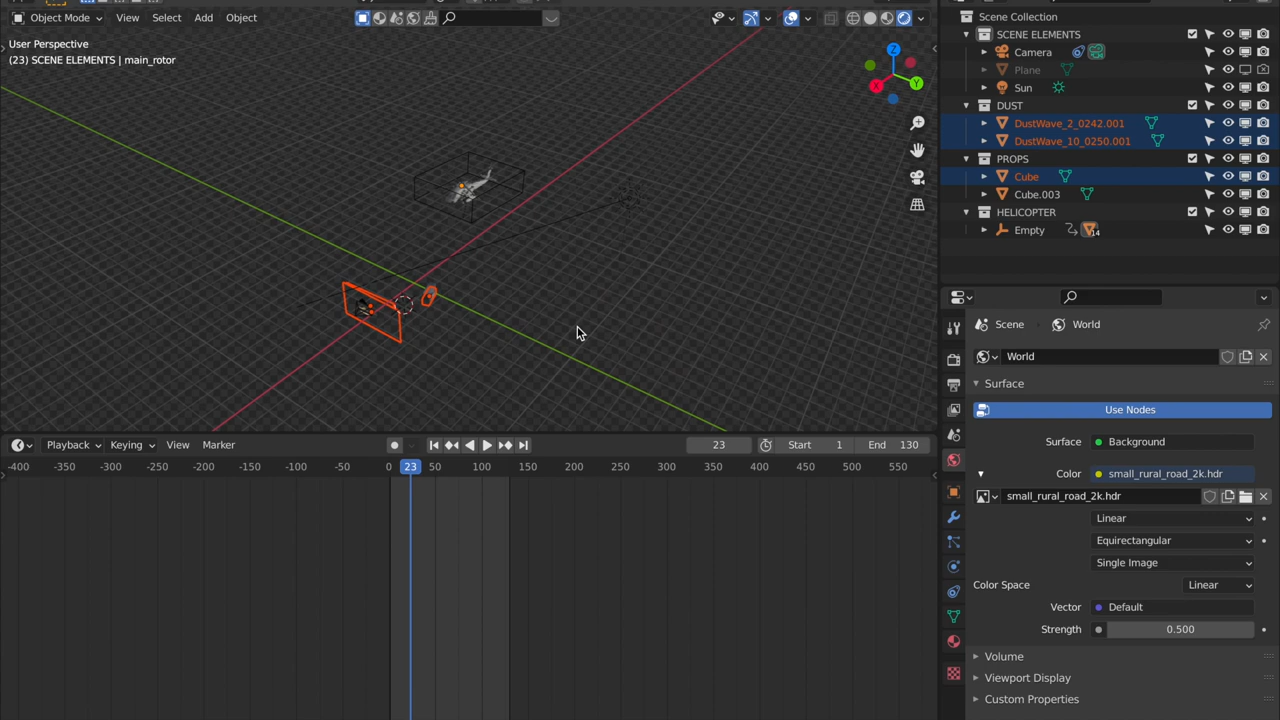 Object Mode View Select Add Object
User Perspective
(23) SCENE ELEMENTS | main_rotor
Z
Y
X
Scene Collection
SCENE ELEMENTS
Camera
Plane
Sun
DUST
DustWave_2_0242.001
DustWave_10_0250.001
PROPS
Cube
Cube.003
HELICOPTER
Empty 14
Scene World
World
Surface
Use Nodes
Surface Background
Color small_rural_road_2k.hdr
small_rural_road_2k.hdr
Linear
Equirectangular
Single Image
Color Space Linear
Vector Default
Strength 0.500
Volume
Viewport Display
Custom Properties
Playback Keying View Marker 23 Start 1 End 130
-400 -350 -300 -250 -200 -150 -100 -50 0 23 50 100 150 200 250 300 350 400 450 500 550